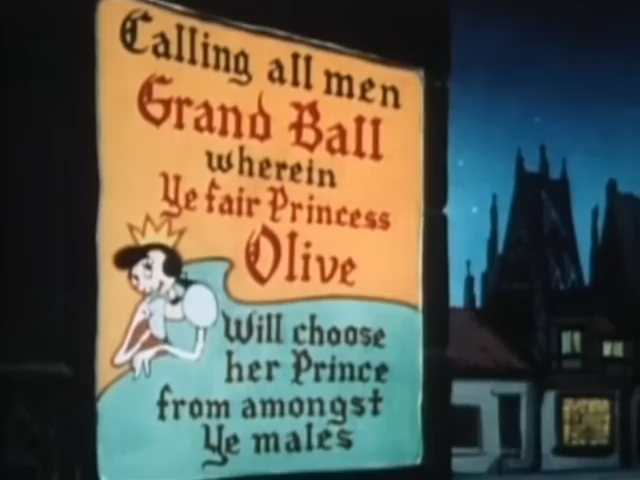 Calling all men
Grand Ball
wherein
Ye fair Princess
Olive
Will choose
her Prince
from amongst
Ye males